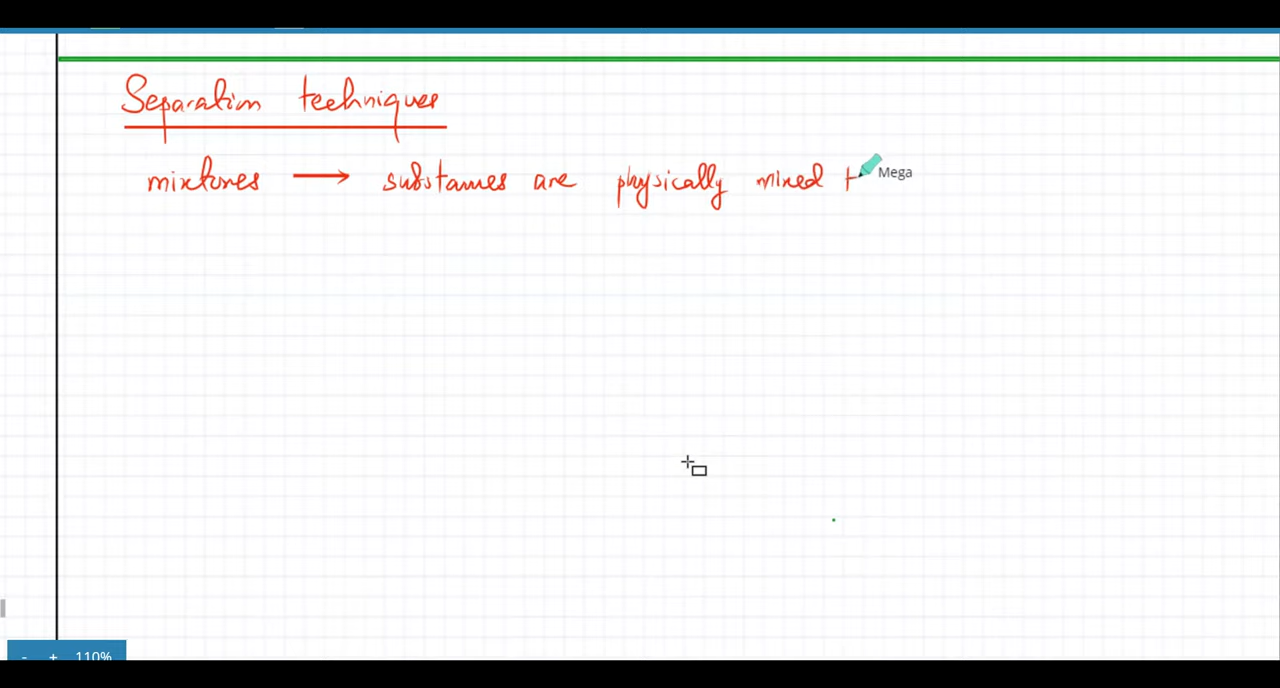 Separation techniques
mixtures → substances are physically mixed t
Mega
- + 110%